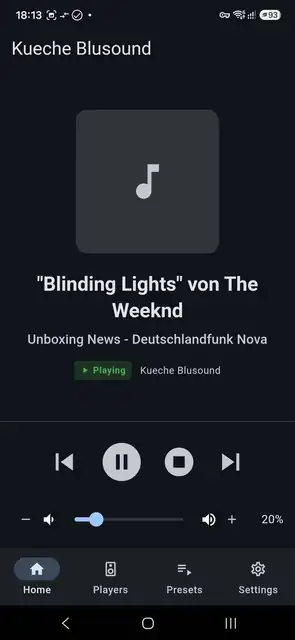 18:13
93
Kueche Blusound
"Blinding Lights" von The
Weeknd
Unboxing News - Deutschlandfunk Nova
Playing
Kueche Blusound
20%
Home
Players
Presets
Settings